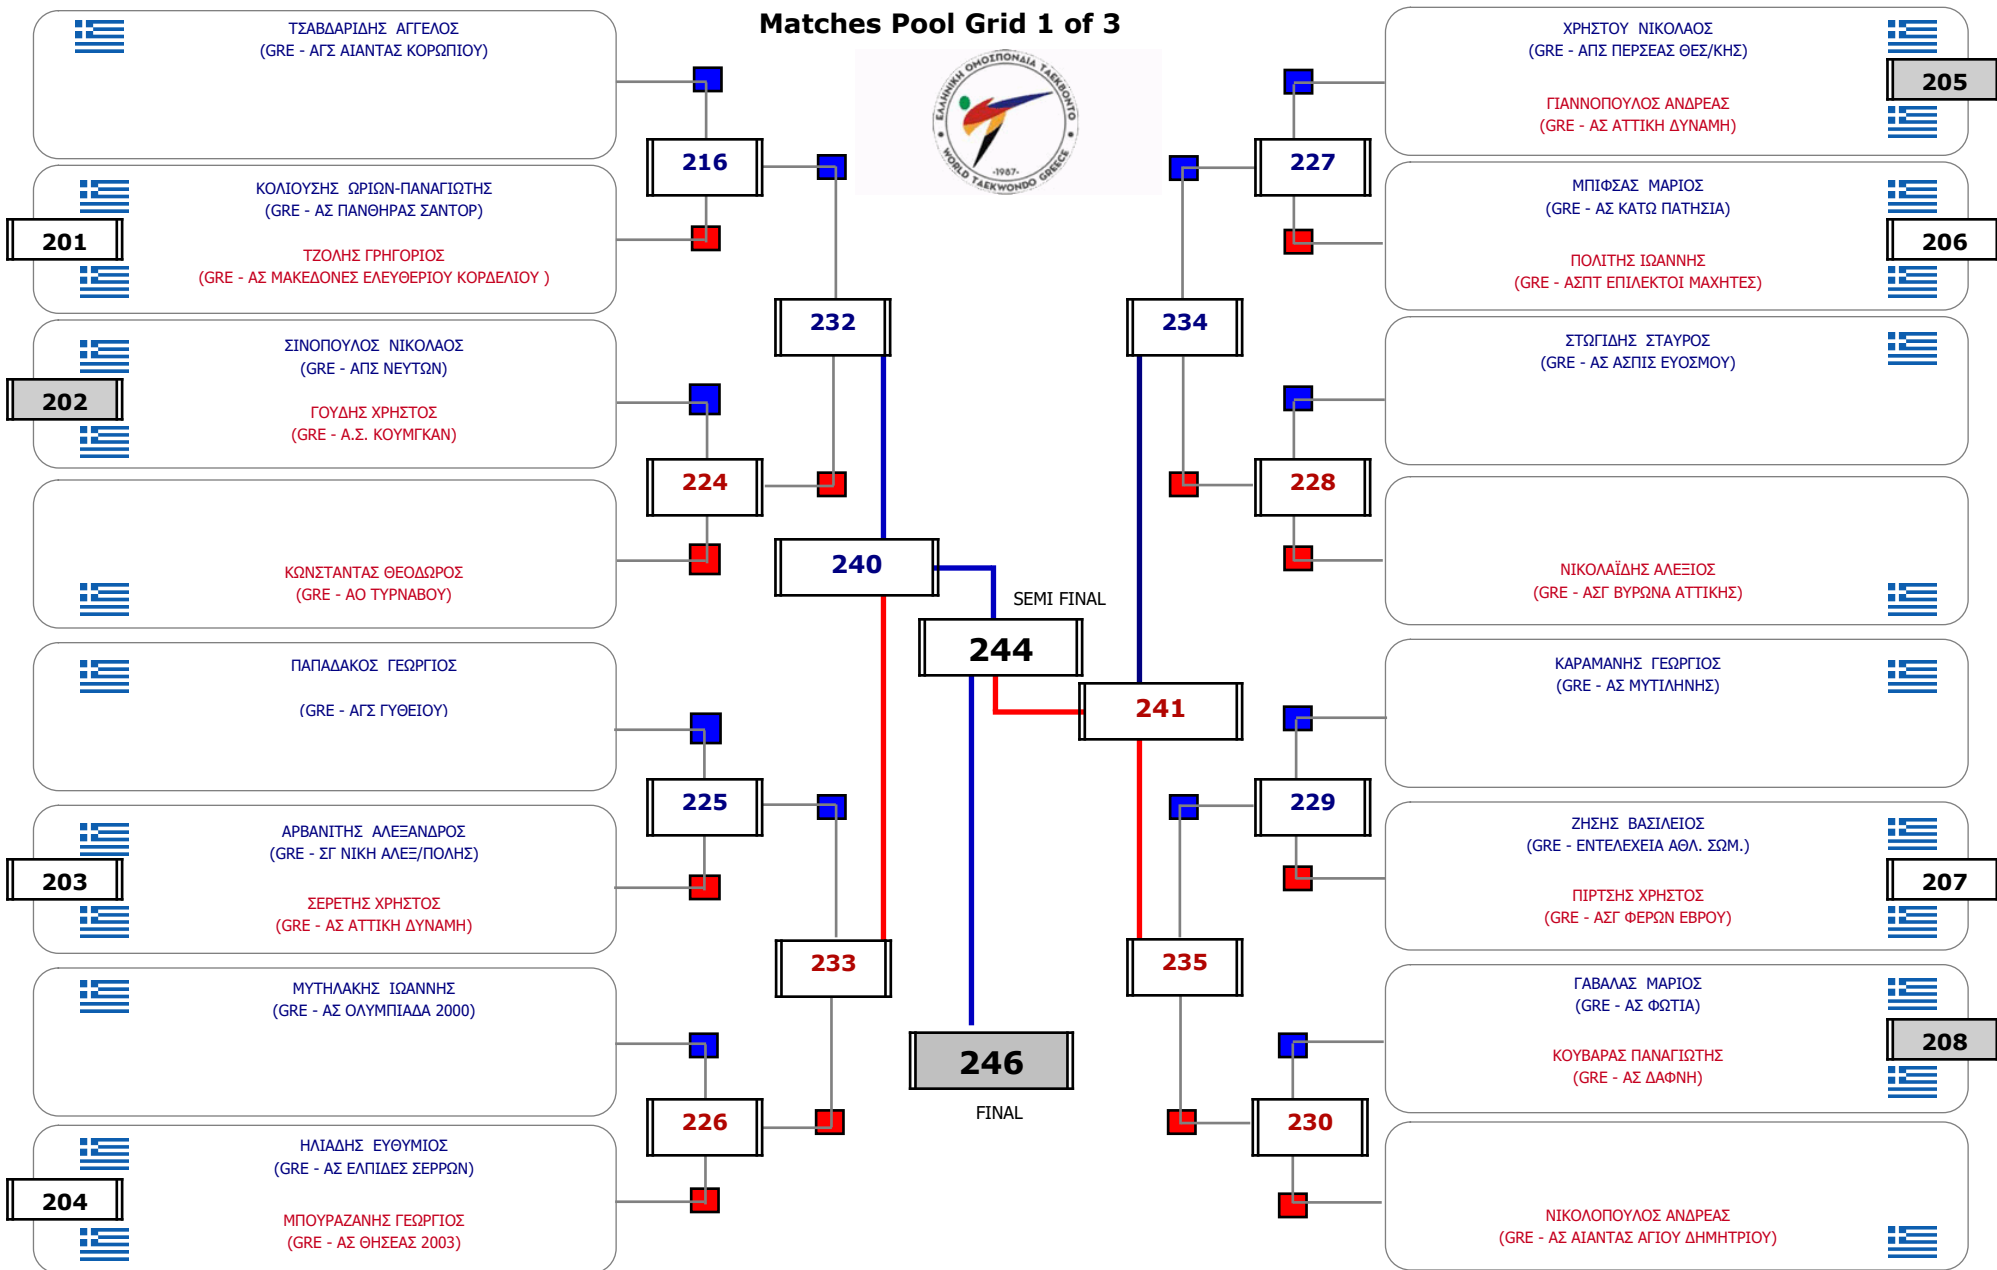 Matches Pool Grid 1 of 3
ΕΛΛΗΝΙΚΗ ΟΜΟΣΠΟΝΔΙΑ ΤΑΕΚΒΟΝΤΟ
-1987-
WORLD TAEKWONDO GREECE
ΤΣΑΒΔΑΡΙΔΗΣ ΑΓΓΕΛΟΣ
(GRE - ΑΓΣ ΑΙΑΝΤΑΣ ΚΟΡΩΠΙΟΥ)
ΚΟΛΙΟΥΣΗΣ ΩΡΙΩΝ-ΠΑΝΑΓΙΩΤΗΣ
(GRE - ΑΣ ΠΑΝΘΗΡΑΣ ΣΑΝΤΟΡ)
201
ΤΖΟΛΗΣ ΓΡΗΓΟΡΙΟΣ
(GRE - ΑΣ ΜΑΚΕΔΟΝΕΣ ΕΛΕΥΘΕΡΙΟΥ ΚΟΡΔΕΛΙΟΥ )
ΣΙΝΟΠΟΥΛΟΣ ΝΙΚΟΛΑΟΣ
(GRE - ΑΠΣ ΝΕΥΤΩΝ)
202
ΓΟΥΔΗΣ ΧΡΗΣΤΟΣ
(GRE - Α.Σ. ΚΟΥΜΓΚΑΝ)
ΚΩΝΣΤΑΝΤΑΣ ΘΕΟΔΩΡΟΣ
(GRE - ΑΟ ΤΥΡΝΑΒΟΥ)
ΠΑΠΑΔΑΚΟΣ ΓΕΩΡΓΙΟΣ
(GRE - ΑΓΣ ΓΥΘΕΙΟΥ)
ΑΡΒΑΝΙΤΗΣ ΑΛΕΞΑΝΔΡΟΣ
(GRE - ΣΓ ΝΙΚΗ ΑΛΕΞ/ΠΟΛΗΣ)
203
ΣΕΡΕΤΗΣ ΧΡΗΣΤΟΣ
(GRE - ΑΣ ΑΤΤΙΚΗ ΔΥΝΑΜΗ)
ΜΥΤΗΛΑΚΗΣ ΙΩΑΝΝΗΣ
(GRE - ΑΣ ΟΛΥΜΠΙΑΔΑ 2000)
ΗΛΙΑΔΗΣ ΕΥΘΥΜΙΟΣ
(GRE - ΑΣ ΕΛΠΙΔΕΣ ΣΕΡΡΩΝ)
204
ΜΠΟΥΡΑΖΑΝΗΣ ΓΕΩΡΓΙΟΣ
(GRE - ΑΣ ΘΗΣΕΑΣ 2003)
216
224
225
226
232
233
240
SEMI FINAL
244
241
246
FINAL
234
235
227
228
229
230
ΧΡΗΣΤΟΥ ΝΙΚΟΛΑΟΣ
(GRE - ΑΠΣ ΠΕΡΣΕΑΣ ΘΕΣ/ΚΗΣ)
205
ΓΙΑΝΝΟΠΟΥΛΟΣ ΑΝΔΡΕΑΣ
(GRE - ΑΣ ΑΤΤΙΚΗ ΔΥΝΑΜΗ)
ΜΠΙΦΣΑΣ ΜΑΡΙΟΣ
(GRE - ΑΣ ΚΑΤΩ ΠΑΤΗΣΙΑ)
206
ΠΟΛΙΤΗΣ ΙΩΑΝΝΗΣ
(GRE - ΑΣΠΤ ΕΠΙΛΕΚΤΟΙ ΜΑΧΗΤΕΣ)
ΣΤΩΓΙΔΗΣ ΣΤΑΥΡΟΣ
(GRE - ΑΣ ΑΣΠΙΣ ΕΥΟΣΜΟΥ)
ΝΙΚΟΛΑΪΔΗΣ ΑΛΕΞΙΟΣ
(GRE - ΑΣΓ ΒΥΡΩΝΑ ΑΤΤΙΚΗΣ)
ΚΑΡΑΜΑΝΗΣ ΓΕΩΡΓΙΟΣ
(GRE - ΑΣ ΜΥΤΙΛΗΝΗΣ)
ΖΗΣΗΣ ΒΑΣΙΛΕΙΟΣ
(GRE - ΕΝΤΕΛΕΧΕΙΑ ΑΘΛ. ΣΩΜ.)
207
ΠΙΡΤΣΗΣ ΧΡΗΣΤΟΣ
(GRE - ΑΣΓ ΦΕΡΩΝ ΕΒΡΟΥ)
ΓΑΒΑΛΑΣ ΜΑΡΙΟΣ
(GRE - ΑΣ ΦΩΤΙΑ)
208
ΚΟΥΒΑΡΑΣ ΠΑΝΑΓΙΩΤΗΣ
(GRE - ΑΣ ΔΑΦΝΗ)
ΝΙΚΟΛΟΠΟΥΛΟΣ ΑΝΔΡΕΑΣ
(GRE - ΑΣ ΑΙΑΝΤΑΣ ΑΓΙΟΥ ΔΗΜΗΤΡΙΟΥ)